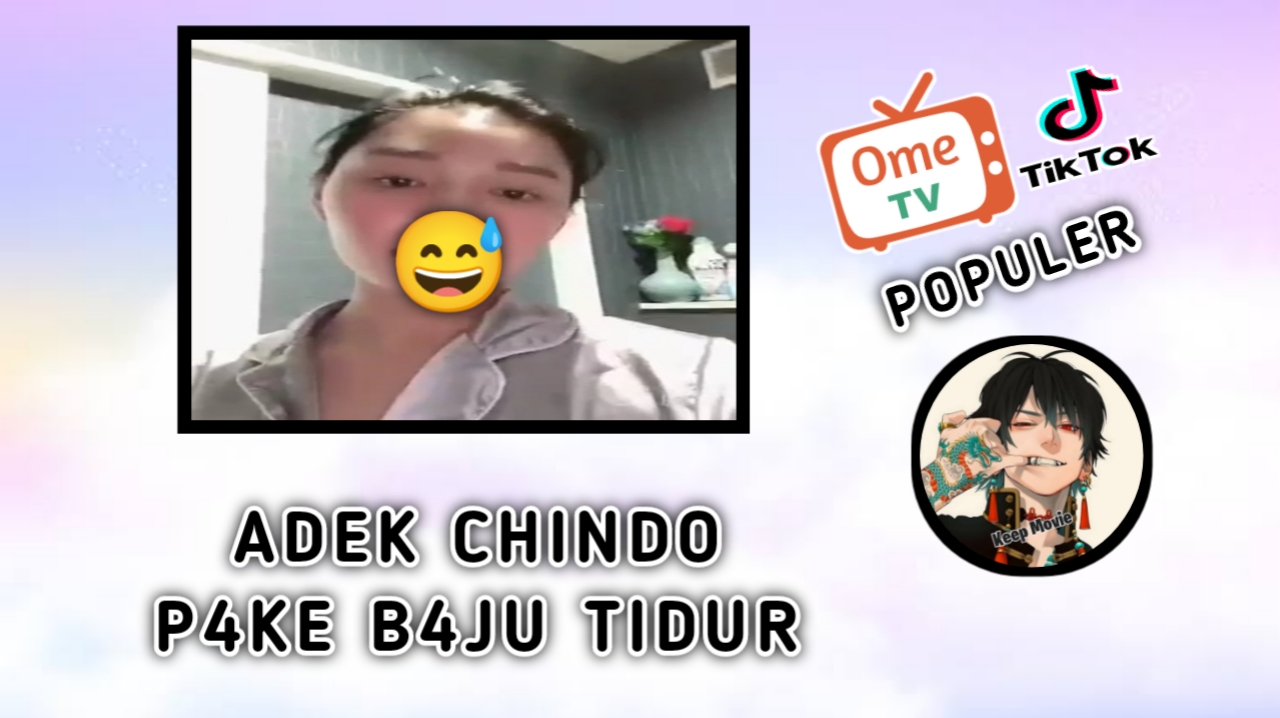 Ome
TV
TikTok
POPULER
Keep Movie
ADEK CHINDO
P4KE B4JU TIDUR